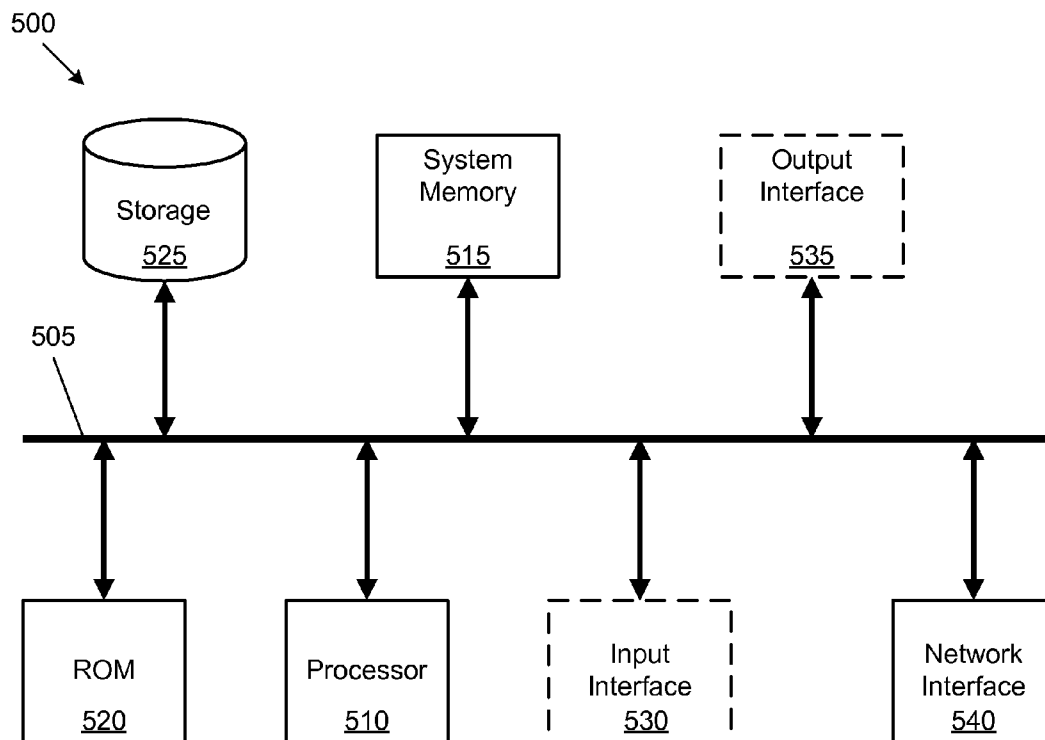 500
Storage
525
System
Memory
515
Output
Interface
535
505
ROM
520
Processor
510
Input
Interface
530
Network
Interface
540